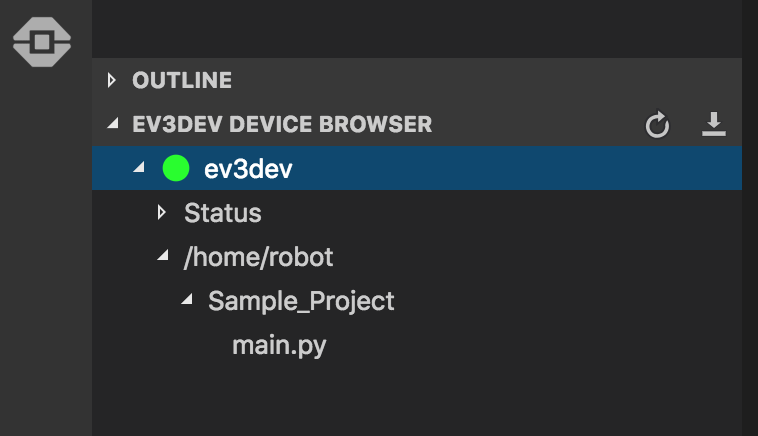 OUTLINE
EV3DEV DEVICE BROWSER
ev3dev
Status
/home/robot
Sample_Project
main.py